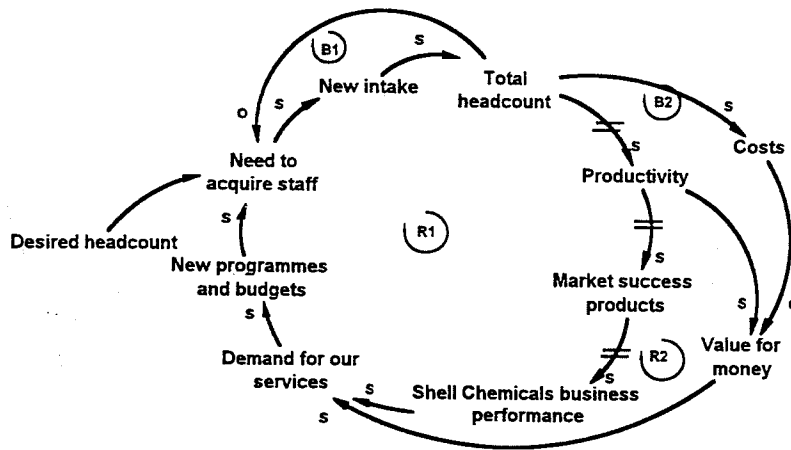 B1
s
New intake
s
Total
headcount
B2
s
o
s
s
Costs
Need to
acquire staff
Productivity
s
R1
Desired headcount
New programmes
and budgets
s
Market success
products
s
s
Demand for our
services
s
R2
Value for
money
s
s
Shell Chemicals business
performance
s